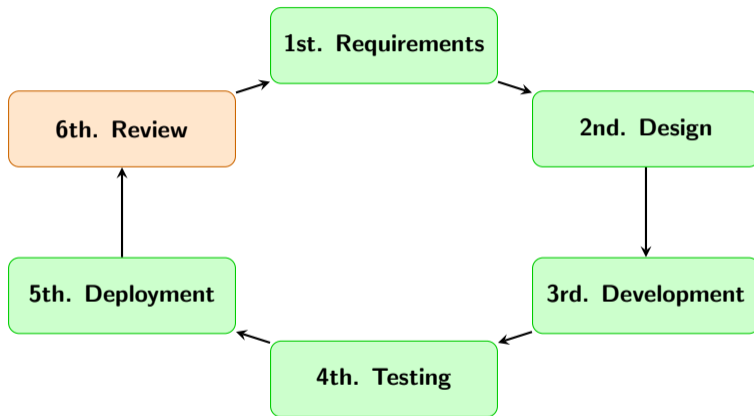 1st. Requirements
2nd. Design
3rd. Development
4th. Testing
5th. Deployment
6th. Review